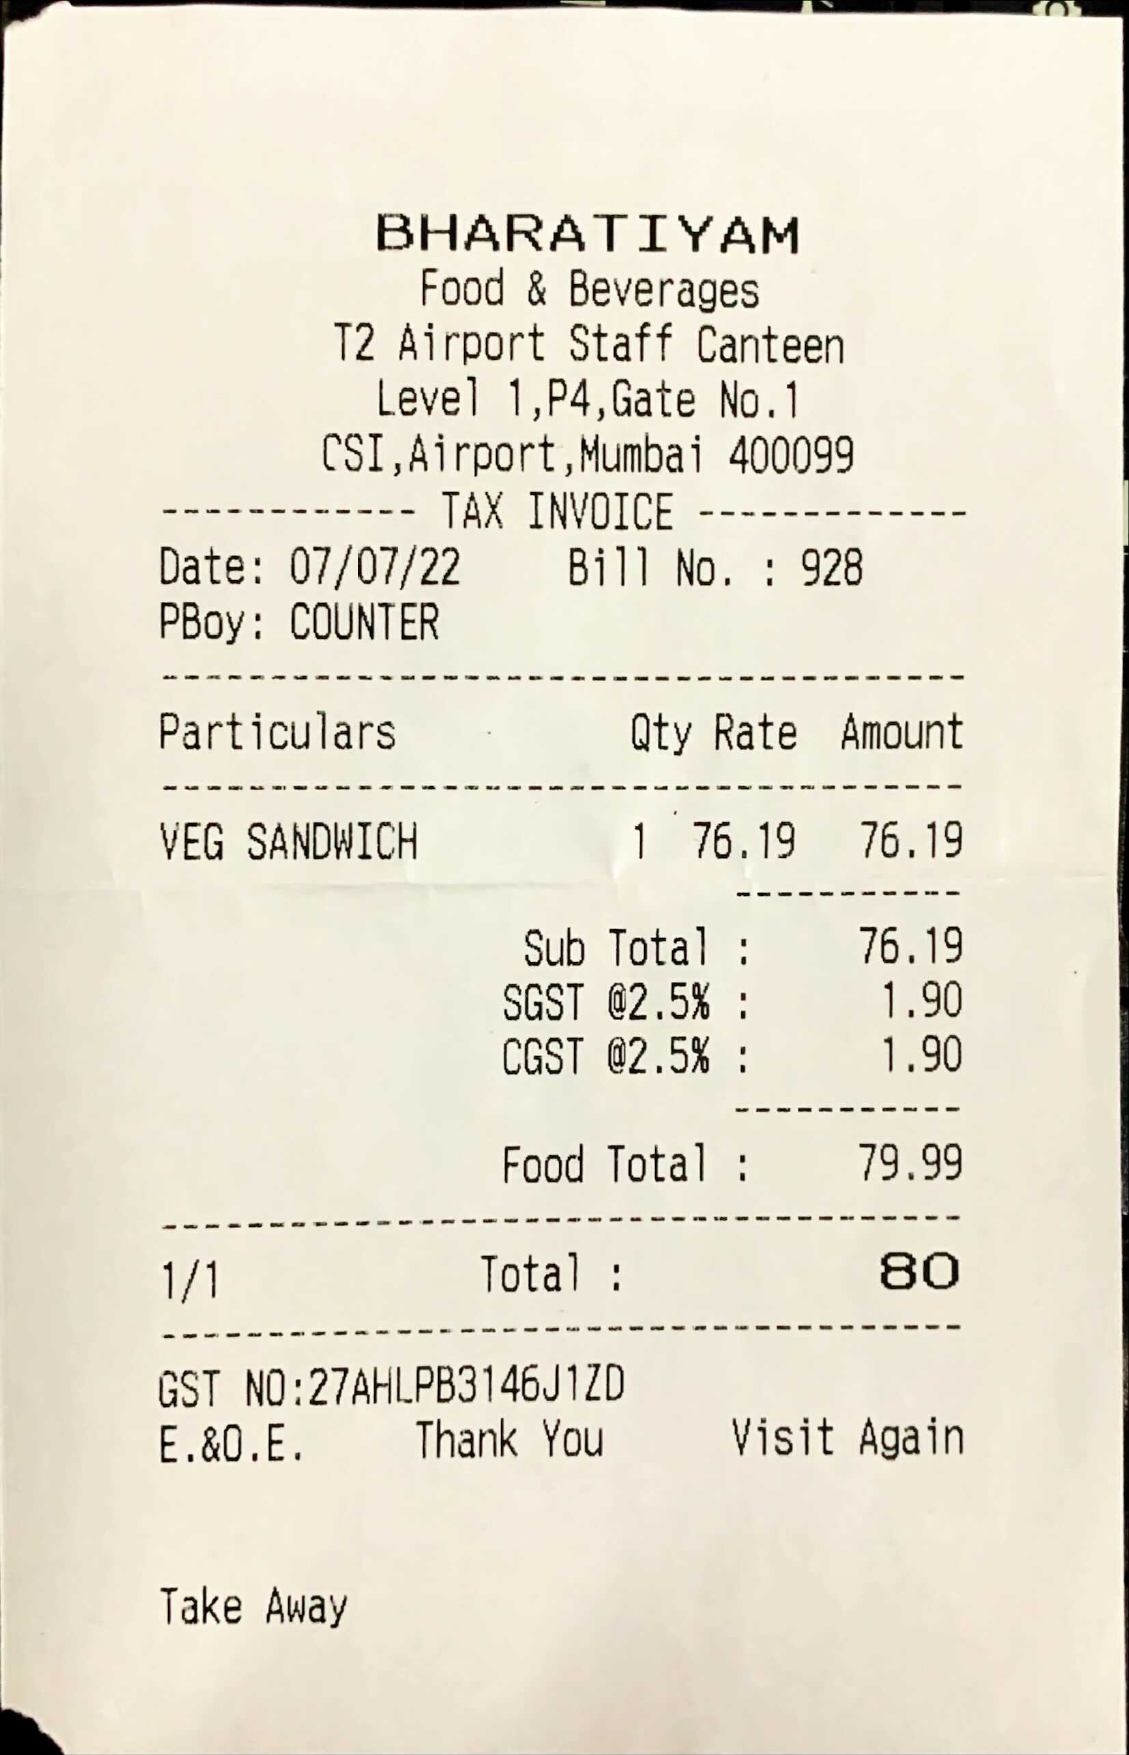 BHARATIYAM
Food & Beverages
T2 Airport Staff Canteen
Level 1,P4,Gate No.1
CSI,Airport,Mumbai 400099
------------ TAX INVOICE -------------
Date: 07/07/22 Bill No. : 928
PBoy: COUNTER
Particulars Qty Rate Amount
VEG SANDWICH 1 76.19 76.19
Sub Total : 76.19
SGST @2.5% : 1.90
CGST @2.5% : 1.90
Food Total : 79.99
1/1 Total : 80
GST NO:27AHLPB3146J1ZD
E.&O.E. Thank You Visit Again
Take Away